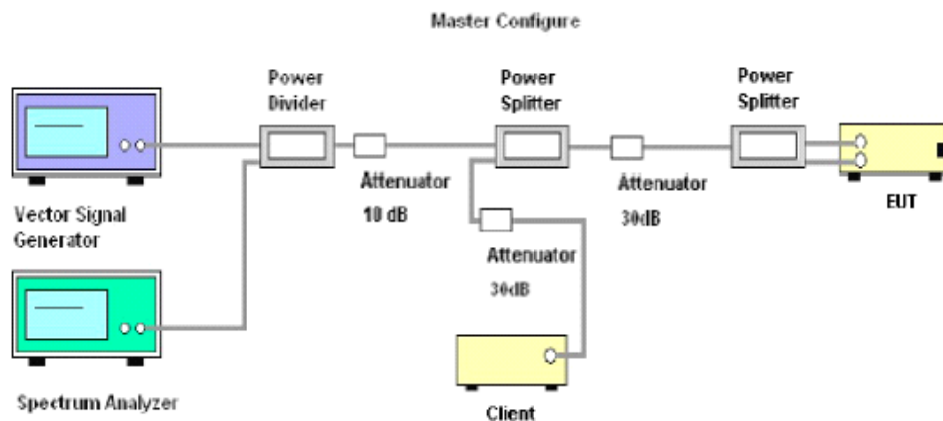 Master Configure
Power
Divider
Power
Splitter
Power
Splitter
Attenuator
10 dB
Attenuator
30dB
EUT
Vector Signal
Generator
Attenuator
30dB
Spectrum Analyzer
Client